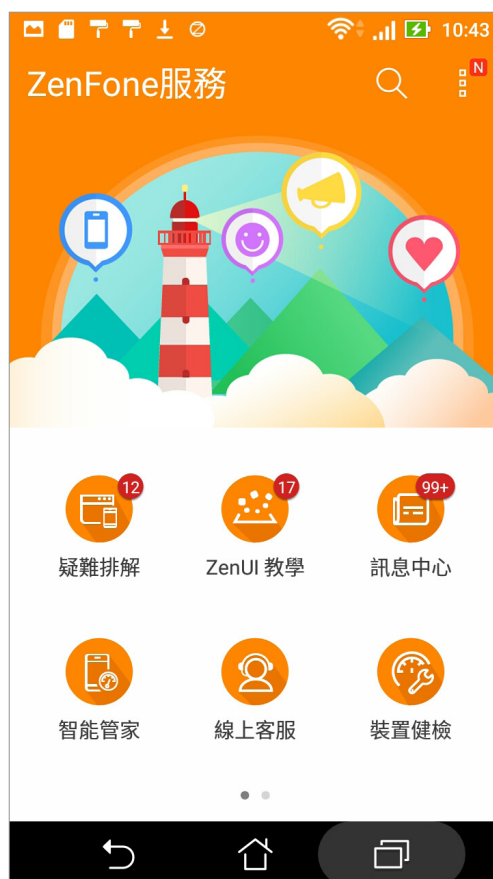 10:43
ZenFone服務
N
12
17
99+
疑難排解
ZenUI 教學
訊息中心
智能管家
線上客服
裝置健檢